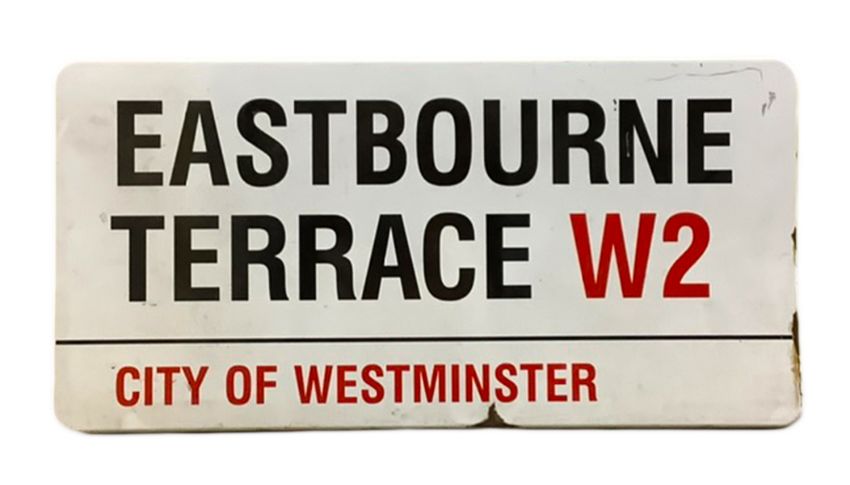 EASTBOURNE
TERRACE W2
CITY OF WESTMINSTER